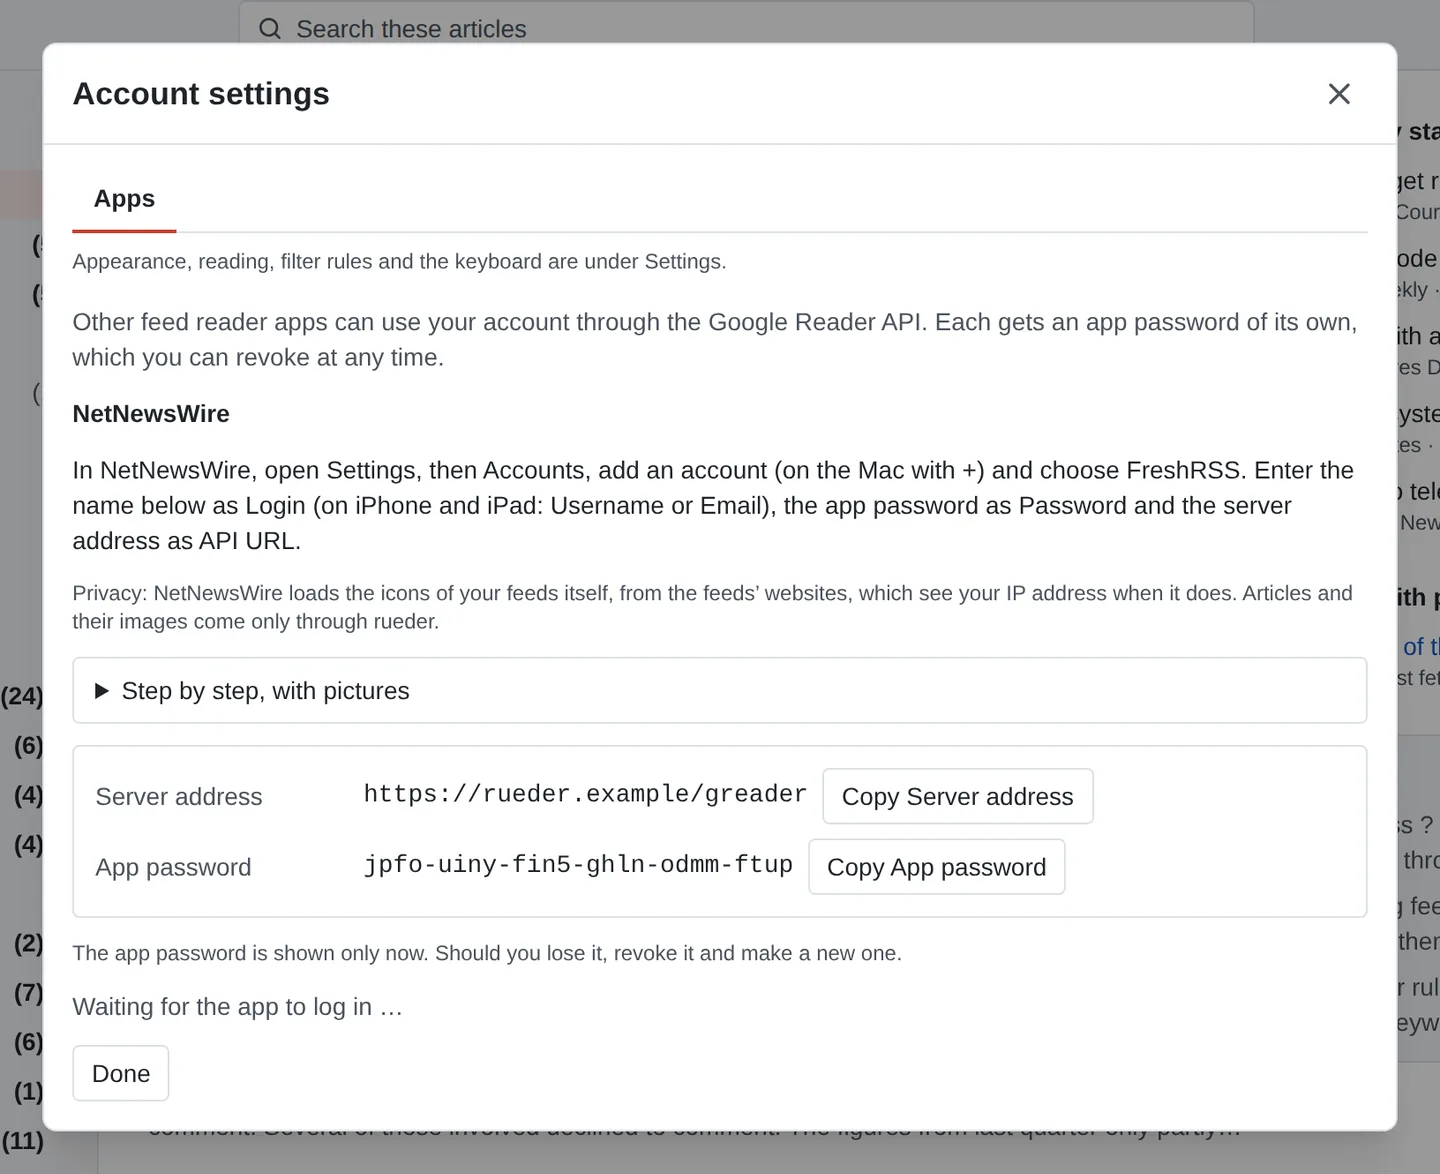 Search these articles
Account settings
Apps
Appearance, reading, filter rules and the keyboard are under Settings.
Other feed reader apps can use your account through the Google Reader API. Each gets an app password of its own,
which you can revoke at any time.
NetNewsWire
In NetNewsWire, open Settings, then Accounts, add an account (on the Mac with +) and choose FreshRSS. Enter the
name below as Login (on iPhone and iPad: Username or Email), the app password as Password and the server
address as API URL.
Privacy: NetNewsWire loads the icons of your feeds itself, from the feeds’ websites, which see your IP address when it does. Articles and
their images come only through rueder.
Step by step, with pictures
Server address https://rueder.example/greader Copy Server address
App password jpfo-uiny-fin5-ghln-odmm-ftup Copy App password
The app password is shown only now. Should you lose it, revoke it and make a new one.
Waiting for the app to log in …
Done
(24)
(6)
(4)
(4)
(2)
(7)
(6)
(1)
(11)